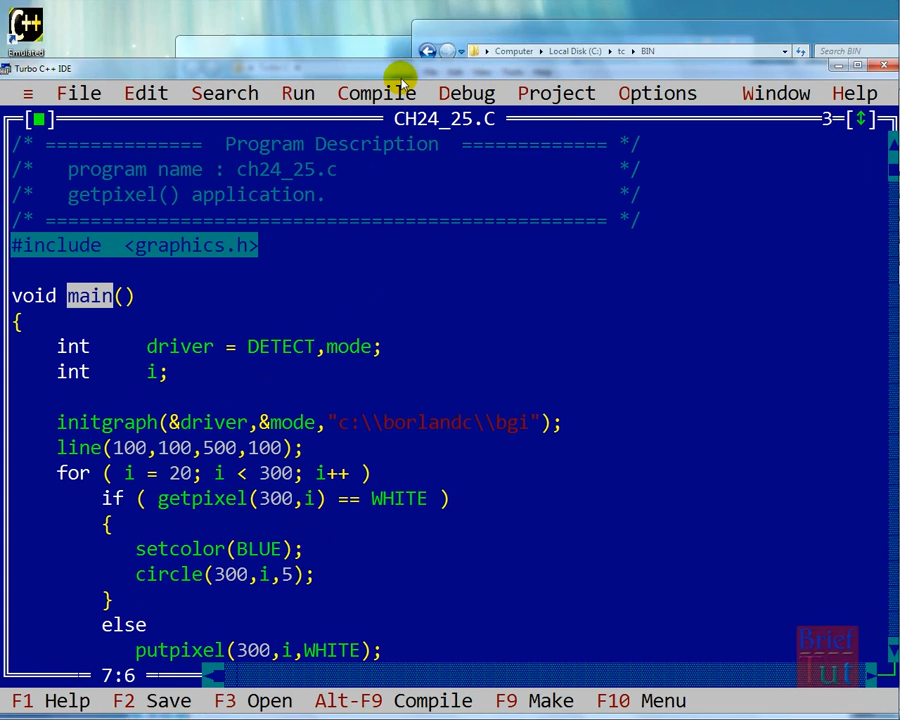 C++
Emulated
Computer
Local Disk (C:)
tc
BIN
Search BIN
Turbo C++ IDE
≡ File Edit Search Run Compile Debug Project Options Window Help
[■] CH24_25.C 3=[↕]
/* ============== Program Description ============= */
/* program name : ch24_25.c */
/* getpixel() application. */
/* ================================================== */
#include <graphics.h>
void main()
{
int driver = DETECT,mode;
int i;
initgraph(&driver,&mode,"c:\\borlandc\\bgi");
line(100,100,500,100);
for ( i = 20; i < 300; i++ )
if ( getpixel(300,i) == WHITE )
{
setcolor(BLUE);
circle(300,i,5);
}
else
putpixel(300,i,WHITE);
Brief
Tut
7:6
F1 Help F2 Save F3 Open Alt-F9 Compile F9 Make F10 Menu